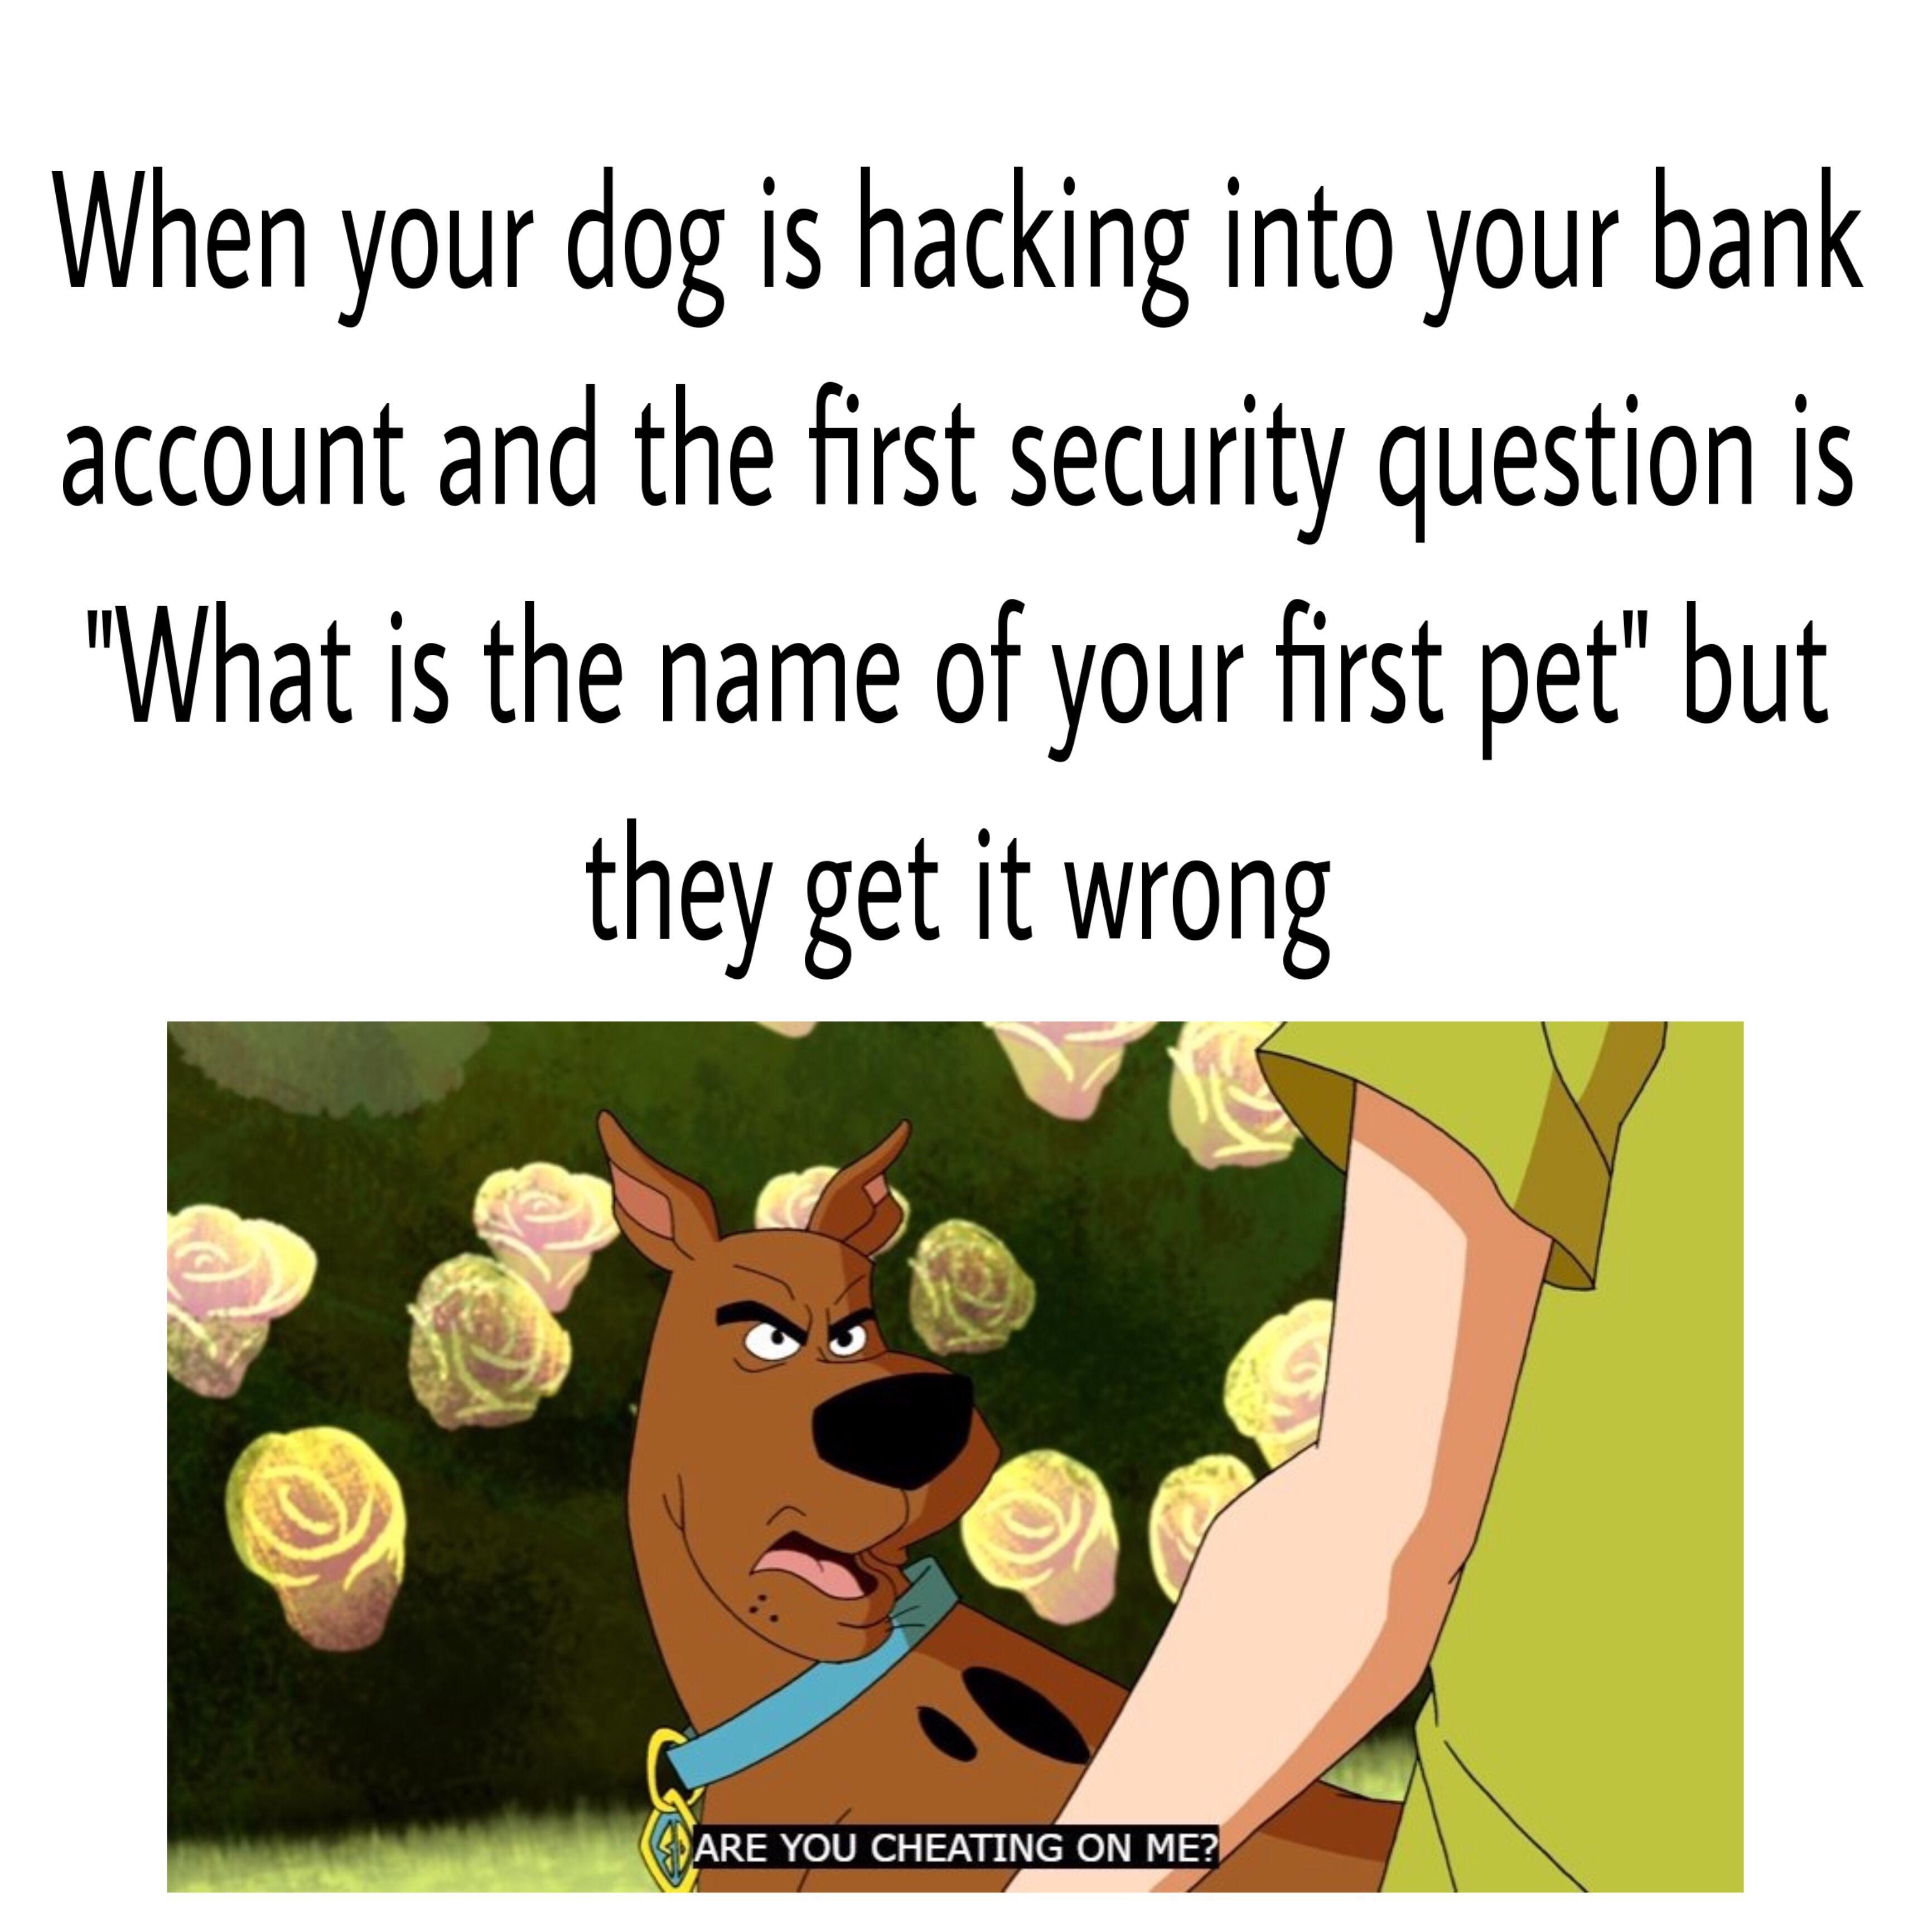 When your dog is hacking into your bank
account and the first security question is
"What is the name of your first pet" but
they get it wrong
ARE YOU CHEATING ON ME?